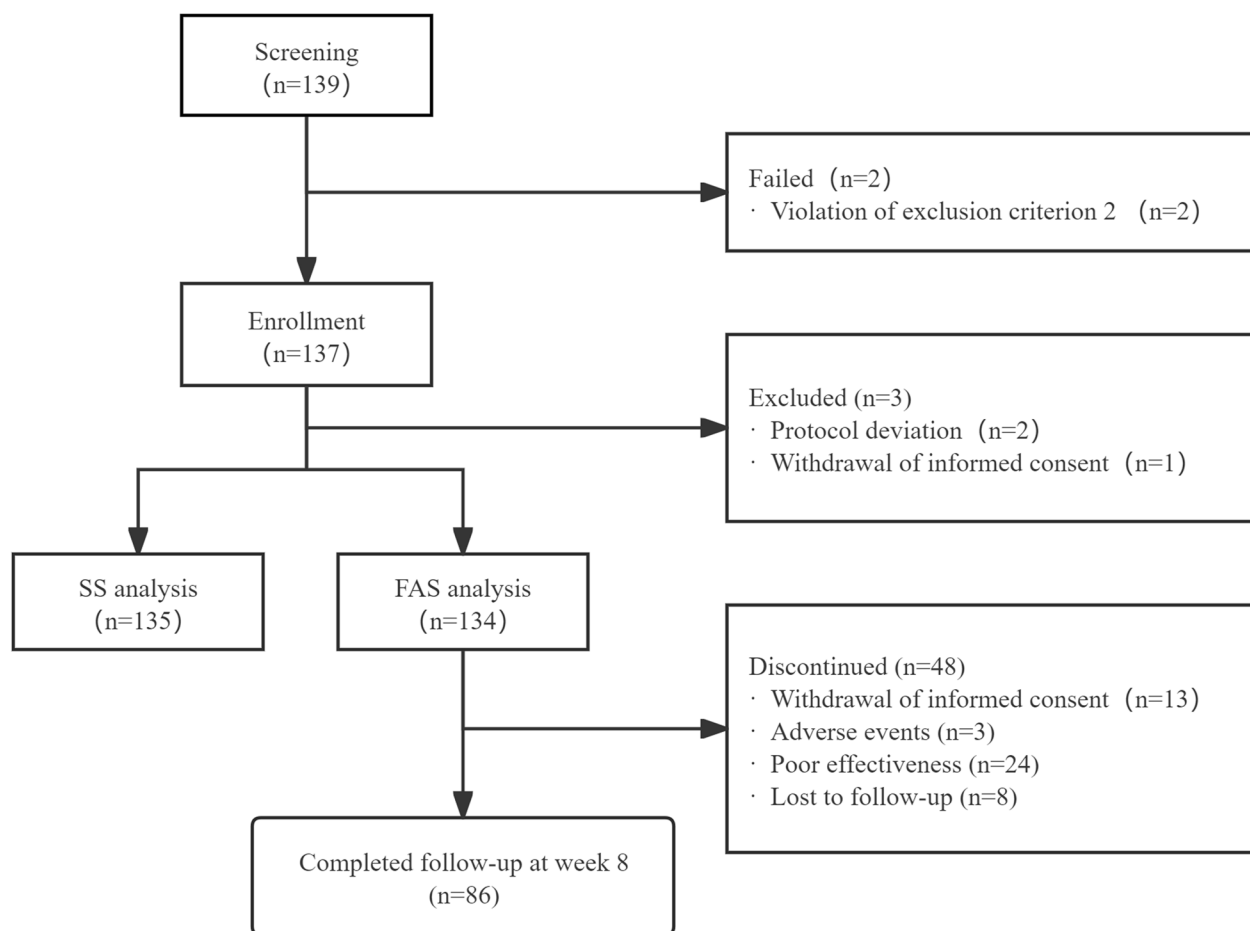 Screening
(n=139)
Failed (n=2)
· Violation of exclusion criterion 2 (n=2)
Enrollment
(n=137)
Excluded (n=3)
· Protocol deviation (n=2)
· Withdrawal of informed consent (n=1)
SS analysis
(n=135)
FAS analysis
(n=134)
Discontinued (n=48)
· Withdrawal of informed consent (n=13)
· Adverse events (n=3)
· Poor effectiveness (n=24)
· Lost to follow-up (n=8)
Completed follow-up at week 8
(n=86)